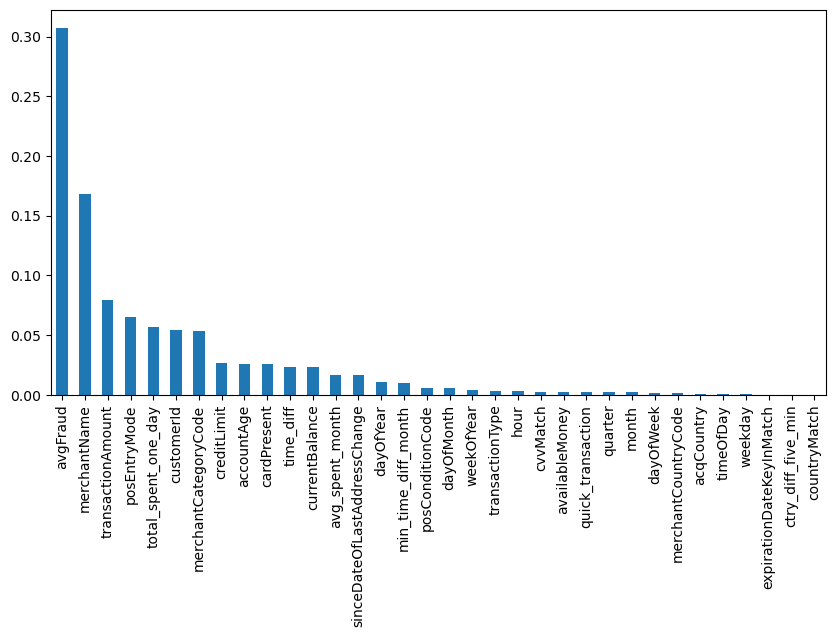 0.30
0.25
0.20
0.15
0.10
0.05
0.00
avgFraud
merchantName
transactionAmount
posEntryMode
total_spent_one_day
customerId
merchantCategoryCode
creditLimit
accountAge
cardPresent
time_diff
currentBalance
avg_spent_month
sinceDateOfLastAddressChange
dayOfYear
min_time_diff_month
posConditionCode
dayOfMonth
weekOfYear
transactionType
hour
cvvMatch
availableMoney
quick_transaction
quarter
month
dayOfWeek
merchantCountryCode
acqCountry
timeOfDay
weekday
expirationDateKeyInMatch
ctry_diff_five_min
countryMatch